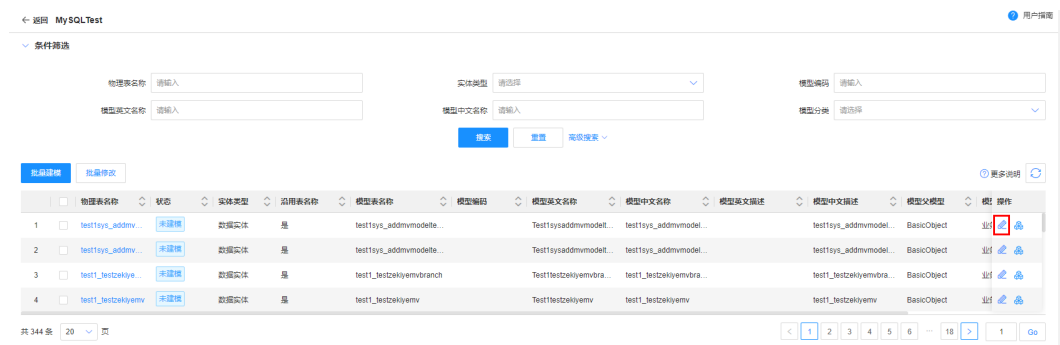 ← 返回 MySQLTest
? 用户指南
条件筛选
物理表名称 请输入 实体类型 请选择 模型编码 请输入
模型英文名称 请输入 模型中文名称 请输入 模型分类 请选择
搜索 重置 高级搜索
批量建模 批量修改 ? 更多说明
物理表名称 状态 实体类型 沿用表名称 模型表名称 模型编码 模型英文名称 模型中文名称 模型英文描述 模型中文描述 模型父模型 操作
1 test1sys_addmv... 未建模 数据实体 是 test1sys_addmvmodelte... Test1sysaddmvmodelt... test1sys_addmvmodel... test1sys_addmvmodel... BasicObject
2 test1sys_addmv... 未建模 数据实体 是 test1sys_addmvmodelte... Test1sysaddmvmodelt... test1sys_addmvmodel... test1sys_addmvmodel... BasicObject
3 test1_testzekiye... 未建模 数据实体 是 test1_testzekiyemvbranch Test1testzekiyemvbra... test1_testzekiyemvbra... test1_testzekiyemvbra... BasicObject
4 test1_testzekiyemv 未建模 数据实体 是 test1_testzekiyemv Test1testzekiyemv test1_testzekiyemv test1_testzekiyemv BasicObject
共 344 条 20 页 < 1 2 3 4 5 6 ··· 18 > 1 Go